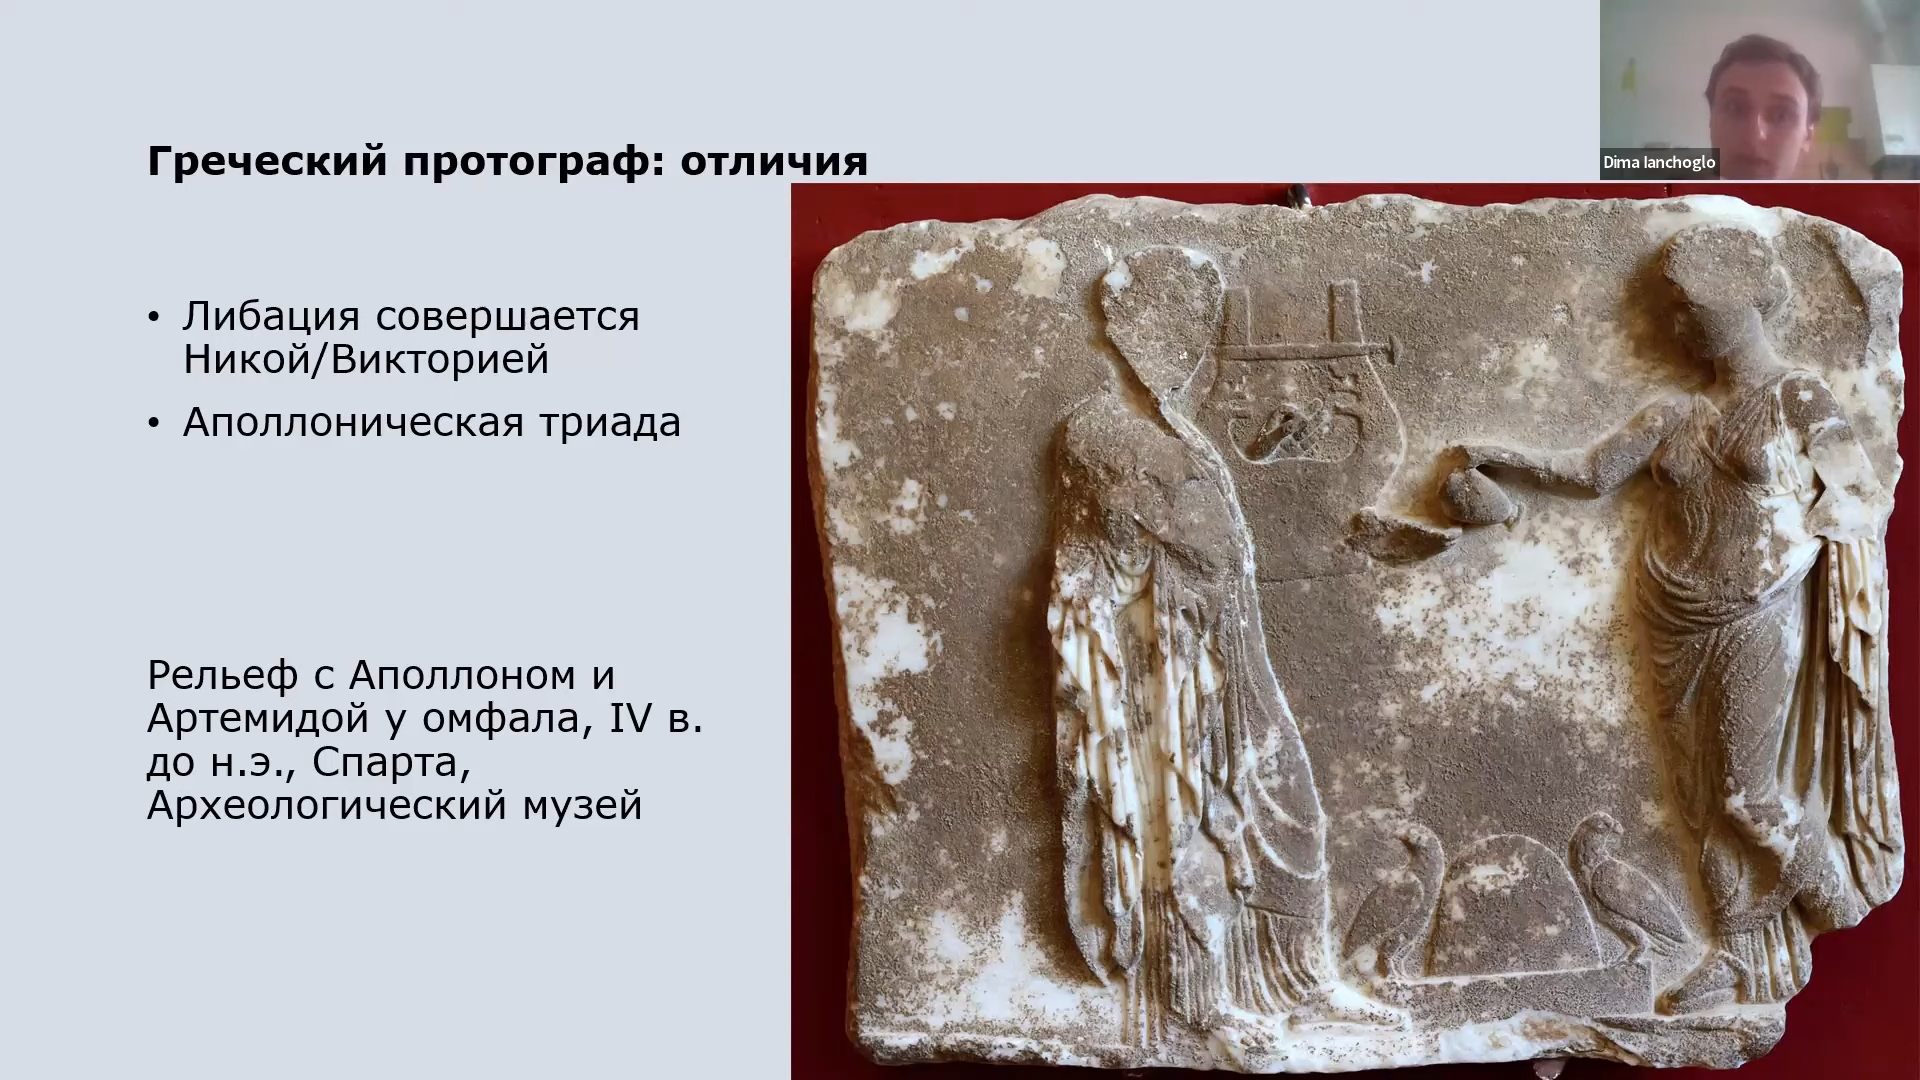 Греческий протограф: отличия
Dima Ianchoglo
• Либация совершается
Никой/Викторией
• Аполлоническая триада
Рельеф с Аполлоном и
Артемидой у омфала, IV в.
до н.э., Спарта,
Археологический музей